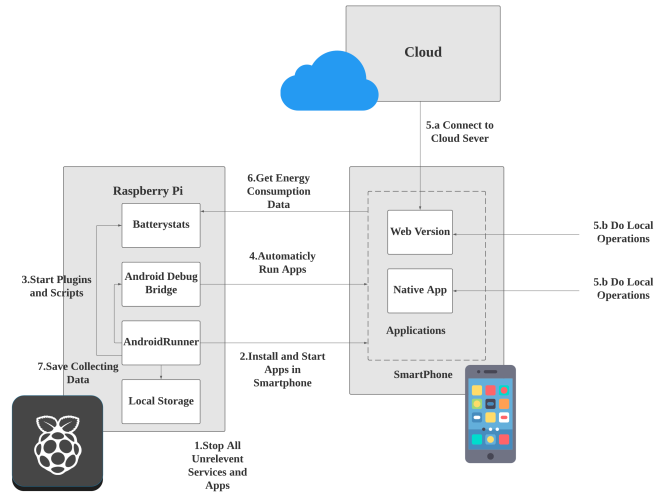 Cloud
5.a Connect to
Cloud Sever
6.Get Energy
Consumption
Data
Raspberry Pi
Batterystats
Web Version
5.b Do Local
Operations
3.Start Plugins
and Scripts
Android Debug
Bridge
4.Automaticly
Run Apps
Native App
5.b Do Local
Operations
AndroidRunner
Applications
7.Save Collecting
Data
2.Install and Start
Apps in
Smartphone
SmartPhone
Local Storage
1.Stop All
Unrelevent
Services and
Apps